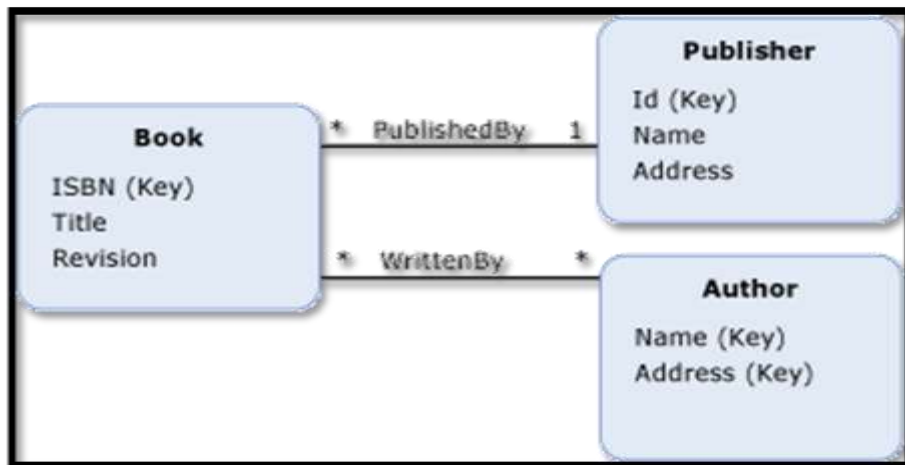 Book
ISBN (Key)
Title
Revision
* PublishedBy 1
* WrittenBy *
Publisher
Id (Key)
Name
Address
Author
Name (Key)
Address (Key)